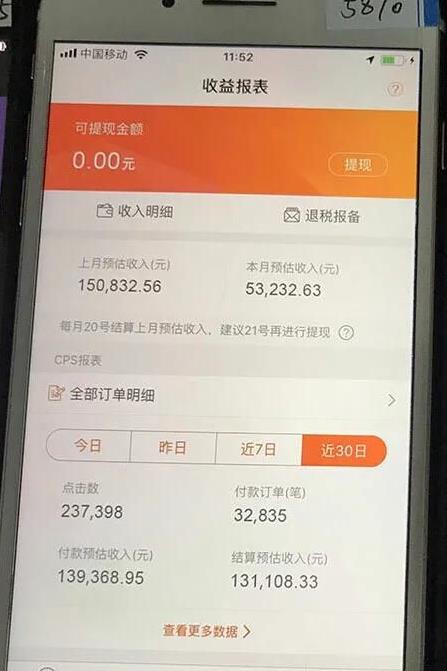 5810
中国移动 11:52
收益报表 ?
可提现金额
0.00元 提现
收入明细 退税报备
上月预估收入(元) 本月预估收入(元)
150,832.56 53,232.63
每月20号结算上月预估收入，建议21号再进行提现 ?
CPS报表
全部订单明细
今日 昨日 近7日 近30日
点击数 付款订单(笔)
237,398 32,835
付款预估收入(元) 结算预估收入(元)
139,368.95 131,108.33
查看更多数据